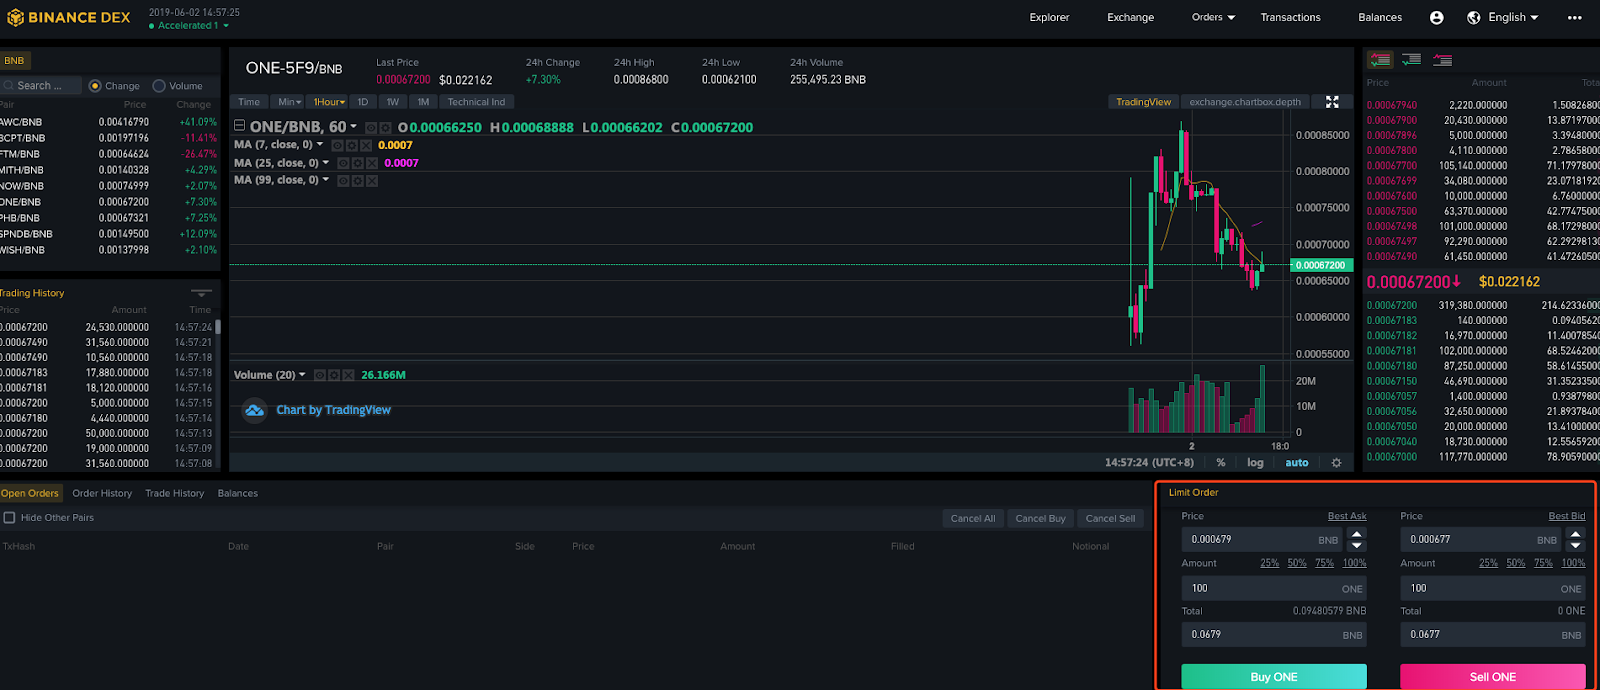 BINANCE DEX
2019-06-02 14:57:25
Accelerated 1
Explorer Exchange Orders Transactions Balances English
BNB
Search ... Change Volume
Pair Price Change
AWC/BNB 0.00416790 +41.09%
BCPT/BNB 0.00197196 -11.41%
FTM/BNB 0.00064624 -26.47%
MITH/BNB 0.00140328 +4.29%
NOW/BNB 0.00074999 +2.07%
ONE/BNB 0.00067200 +7.30%
PHB/BNB 0.00067321 +7.25%
SPNDB/BNB 0.00149500 +12.09%
WISH/BNB 0.00137998 +2.10%
Trading History
Price Amount Time
0.00067200 24,530.000000 14:57:24
0.00067490 31,560.000000 14:57:21
0.00067490 10,560.000000 14:57:18
0.00067183 17,880.000000 14:57:18
0.00067181 18,120.000000 14:57:16
0.00067200 5,000.000000 14:57:15
0.00067180 4,440.000000 14:57:14
0.00067200 50,000.000000 14:57:13
0.00067200 19,000.000000 14:57:09
0.00067200 31,560.000000 14:57:08
ONE-5F9/BNB
Last Price 24h Change 24h High 24h Low 24h Volume
0.00067200 $0.022162 +7.30% 0.00086800 0.00062100 255,495.23 BNB
Time Min 1Hour 1D 1W 1M Technical Ind TradingView exchange.chartbox.depth
ONE/BNB, 60 O0.00066250 H0.00068888 L0.00066202 C0.00067200
MA (7, close, 0) 0.0007
MA (25, close, 0) 0.0007
MA (99, close, 0)
0.00085000
0.00080000
0.00075000
0.00070000
0.00067200
0.00065000
0.00060000
0.00055000
Volume (20) 26.166M
20M
10M
0
Chart by TradingView
2 18:0
14:57:24 (UTC+8) % log auto
Price Amount Tota
0.00067940 2,220.000000 1.5082680
0.00067900 20,430.000000 13.8719700
0.00067896 5,000.000000 3.3948000
0.00067800 4,110.000000 2.7865800
0.00067700 105,140.000000 71.1797800
0.00067699 34,080.000000 23.0718192
0.00067600 10,000.000000 6.7600000
0.00067500 63,370.000000 42.7747500
0.00067498 101,000.000000 68.1729800
0.00067497 92,290.000000 62.2929813
0.00067490 61,450.000000 41.4726050
0.00067200 $0.022162
0.00067200 319,380.000000 214.6233600
0.00067183 140.000000 0.0940562
0.00067182 16,970.000000 11.4007854
0.00067181 102,000.000000 68.5246200
0.00067180 87,250.000000 58.6145500
0.00067150 46,690.000000 31.3523350
0.00067057 1,400.000000 0.9387980
0.00067056 32,650.000000 21.8937840
0.00067050 20,000.000000 13.4100000
0.00067040 18,730.000000 12.5565920
0.00067000 117,770.000000 78.9059000
Open Orders Order History Trade History Balances
Hide Other Pairs Cancel All Cancel Buy Cancel Sell
TxHash Date Pair Side Price Amount Filled Notional
Limit Order
Price Best Ask
0.000679 BNB
Amount 25% 50% 75% 100%
100 ONE
Total 0.09480579 BNB
0.0679 BNB
Buy ONE
Price Best Bid
0.000677 BNB
Amount 25% 50% 75% 100%
100 ONE
Total 0 ONE
0.0677 BNB
Sell ONE